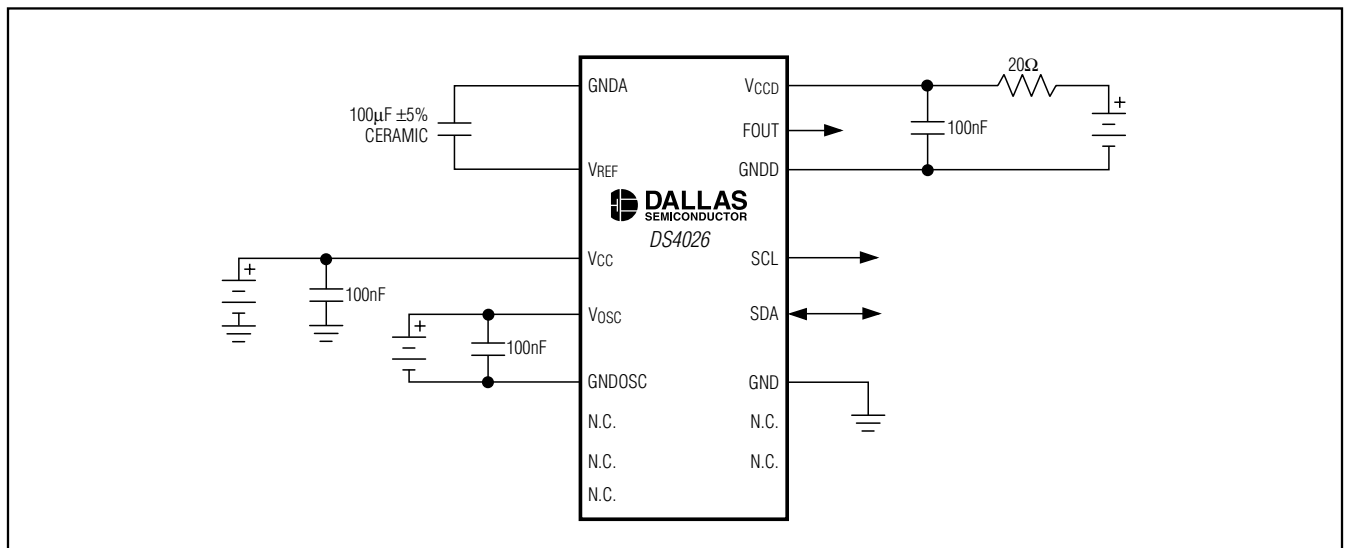 GNDA
100µF ±5%
CERAMIC
VREF
VCC
+
100nF
VOSC
+
100nF
GNDOSC
N.C.
N.C.
N.C.
DALLAS
SEMICONDUCTOR
DS4026
VCCD
20Ω
+
FOUT
100nF
GNDD
SCL
SDA
GND
N.C.
N.C.